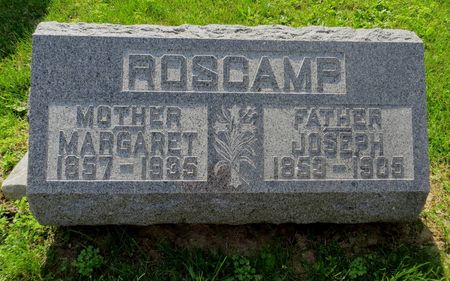 ROSCAMP
MOTHER
MARGARET
1857 - 1935
FATHER
JOSEPH
1853 - 1905